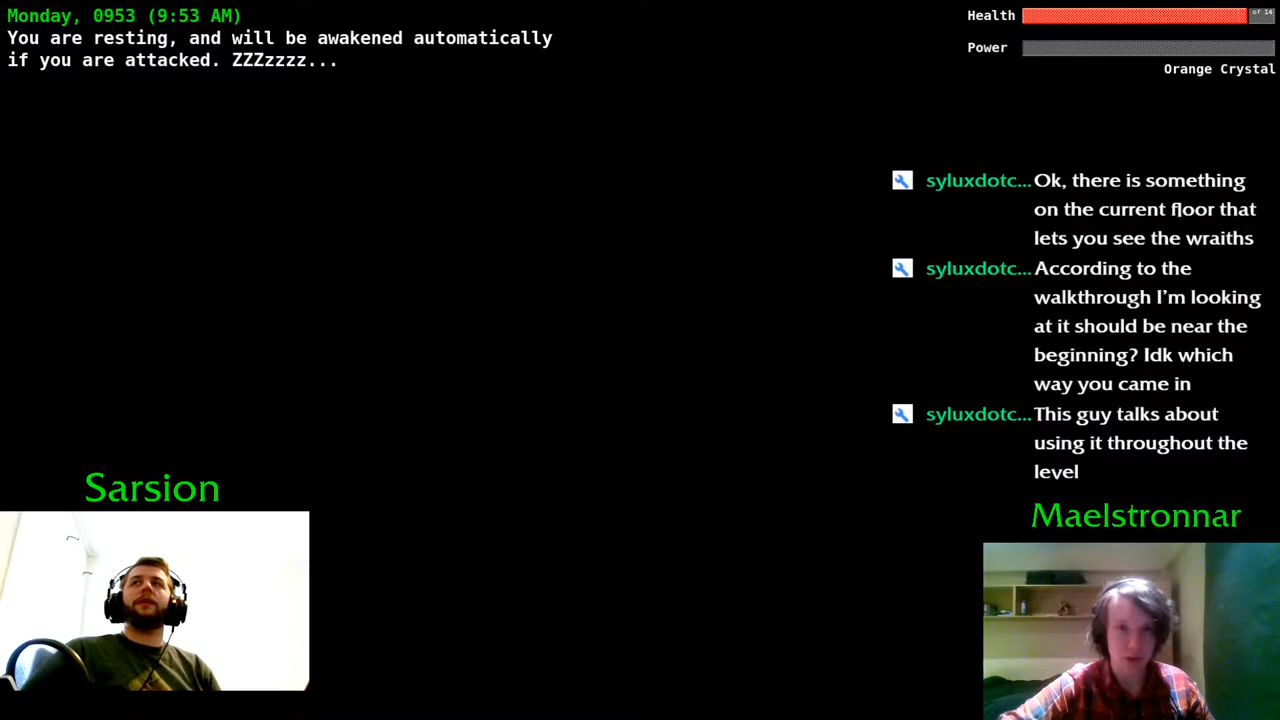 Monday, 0953 (9:53 AM)
You are resting, and will be awakened automatically
if you are attacked. ZZZzzzz...
Health
of 14
Power
Orange Crystal
syluxdotc... Ok, there is something
on the current floor that
lets you see the wraiths
syluxdotc... According to the
walkthrough I'm looking
at it should be near the
beginning? Idk which
way you came in
syluxdotc... This guy talks about
using it throughout the
level
Sarsion
Maelstronnar